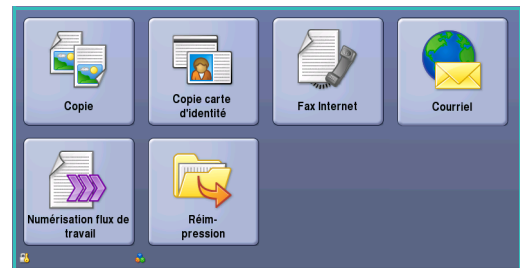 Copie
Copie carte
d'identité
Fax Internet
Courriel
Numérisation flux de
travail
Réim-
pression